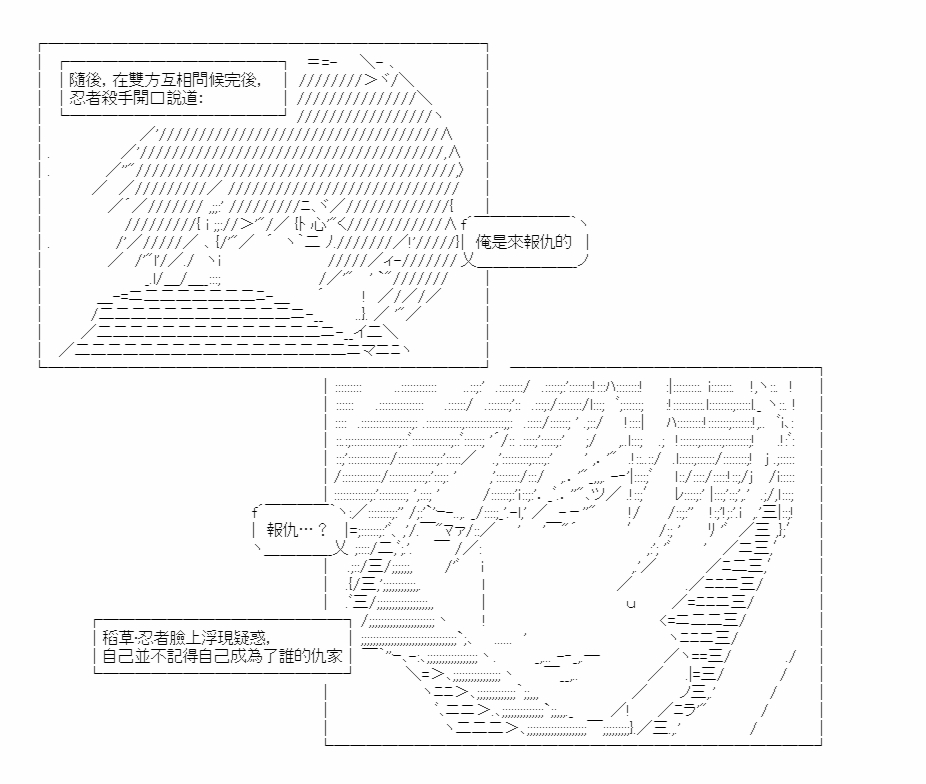 隨後，在雙方互相問候完後，
忍者殺手開口說道：
俺是來報仇的
報仇…？
稻草·忍者臉上浮現疑惑，
自己並不記得自己成為了誰的仇家